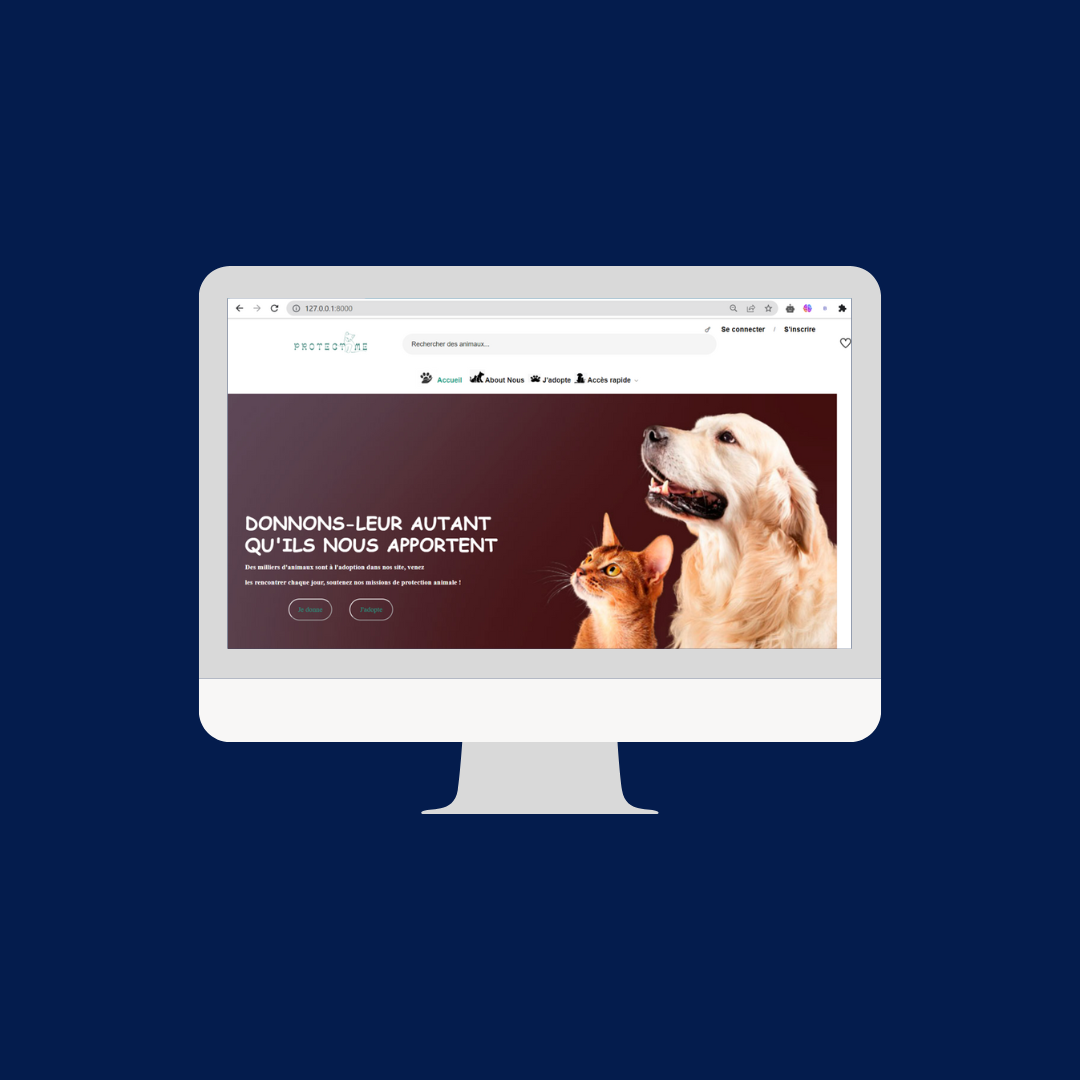 127.0.0.1:8000
Se connecter / S'inscrire
PROTECT ME
Rechercher des animaux...
Accueil About Nous J'adopte Accès rapide
DONNONS-LEUR AUTANT
QU'ILS NOUS APPORTENT
Des milliers d'animaux sont à l'adoption dans nos site, venez
les rencontrer chaque jour, soutenez nos missions de protection animale !
Je donne J'adopte